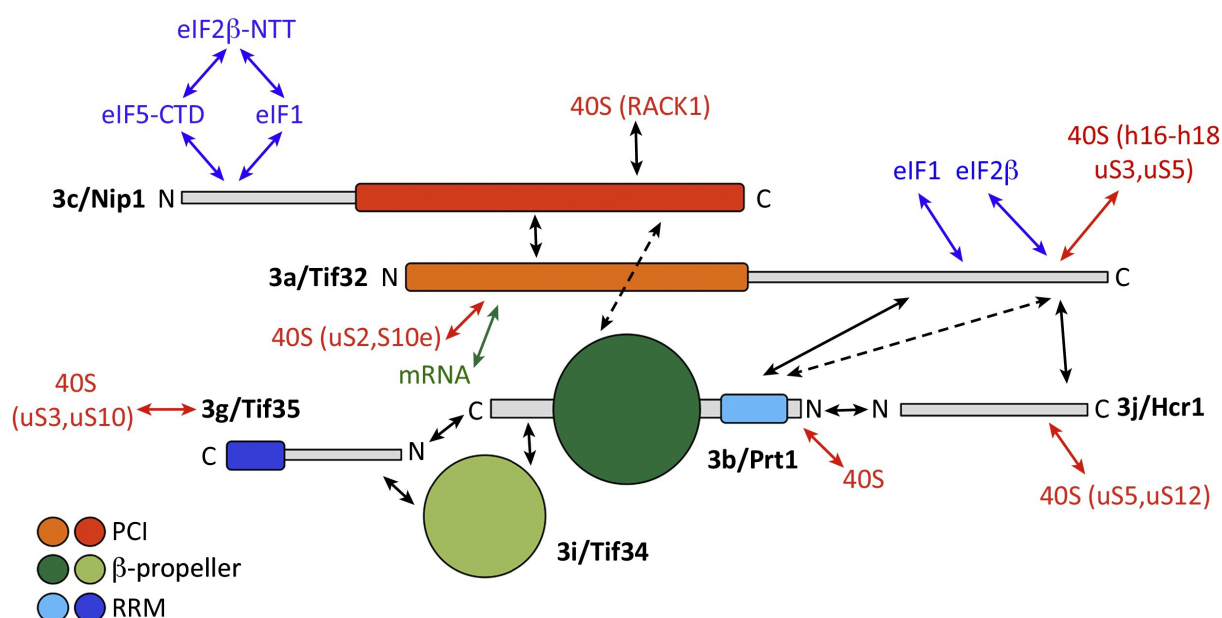 eIF2β-NTT
eIF5-CTD
eIF1
40S (RACK1)
40S (h16-h18
uS3,uS5)
eIF1
eIF2β
3c/Nip1
N
C
3a/Tif32
N
C
40S (uS2,S10e)
mRNA
40S
(uS3,uS10)
3g/Tif35
C
N
C
N
N
C
3j/Hcr1
3b/Prt1
40S
40S (uS5,uS12)
3i/Tif34
PCI
β-propeller
RRM